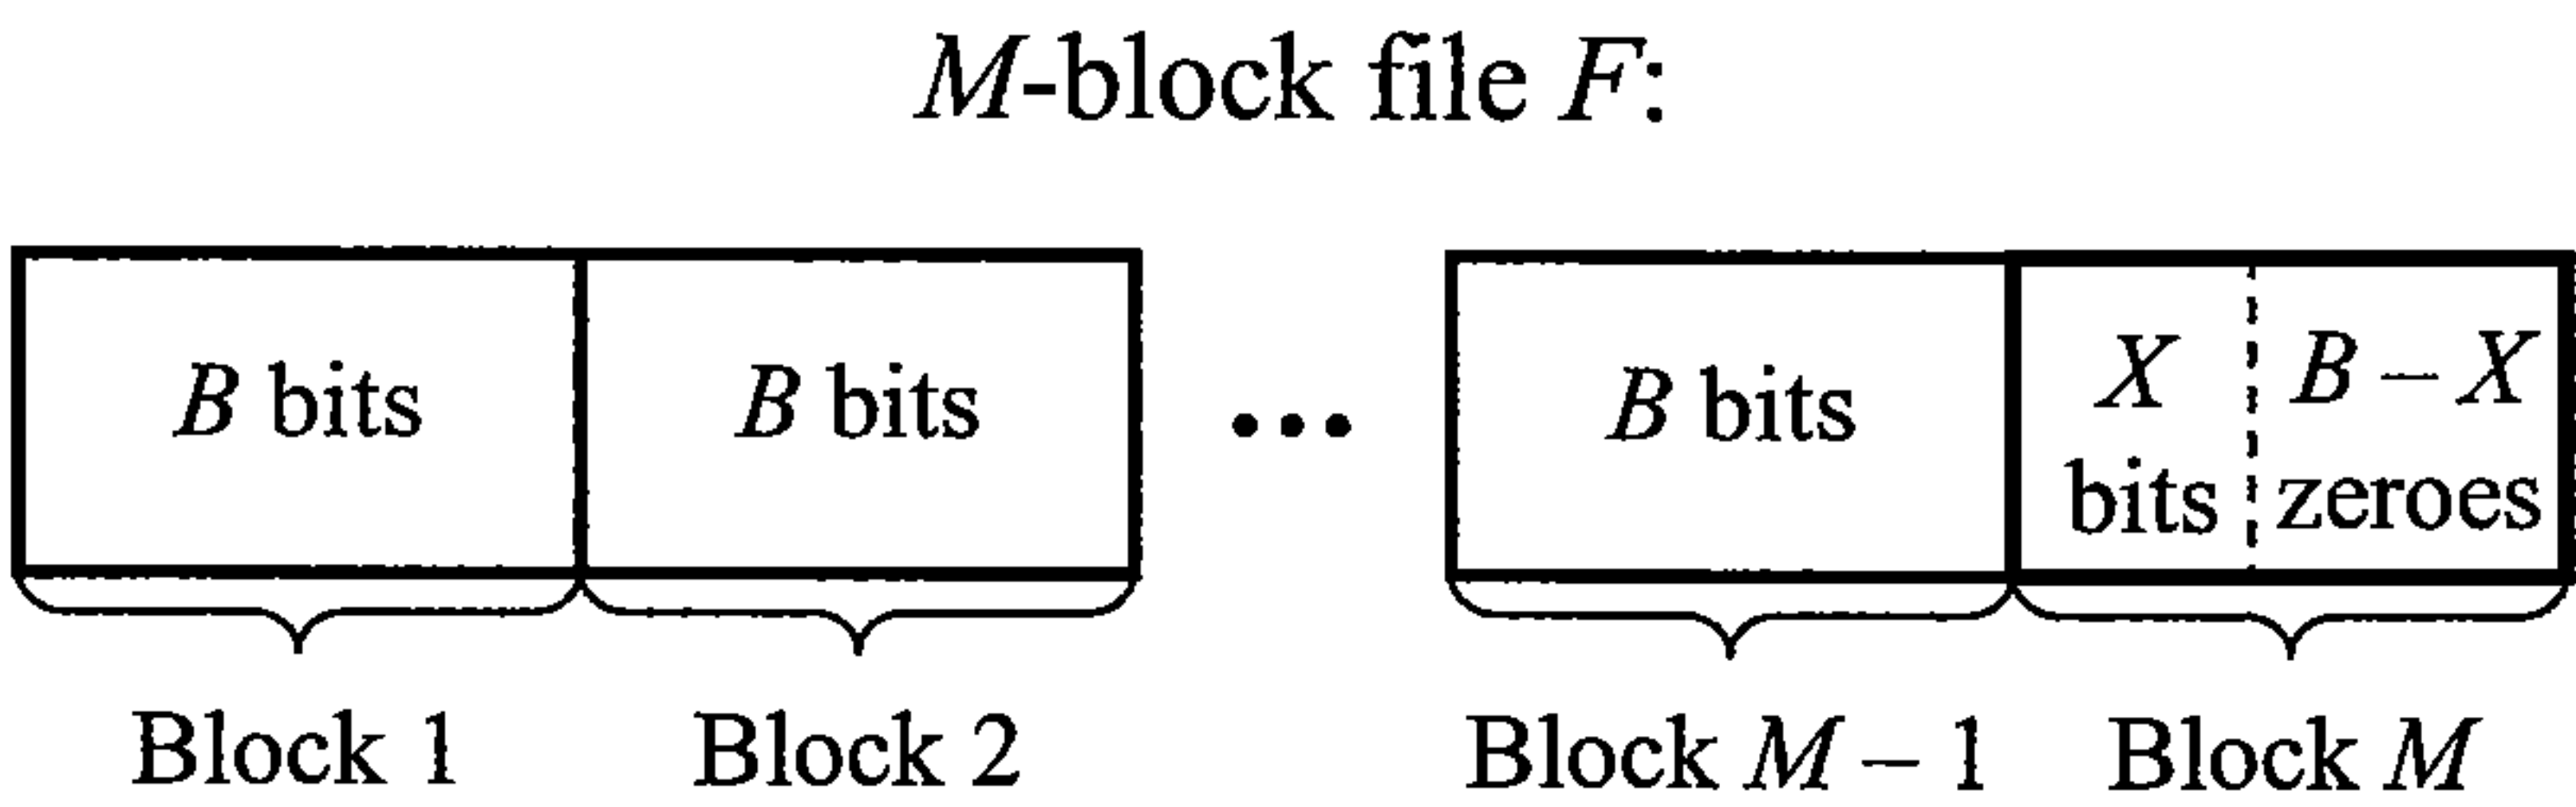 M-block file F:
B bits B bits ••• B bits X bits B – X zeroes
Block 1 Block 2 Block M – 1 Block M